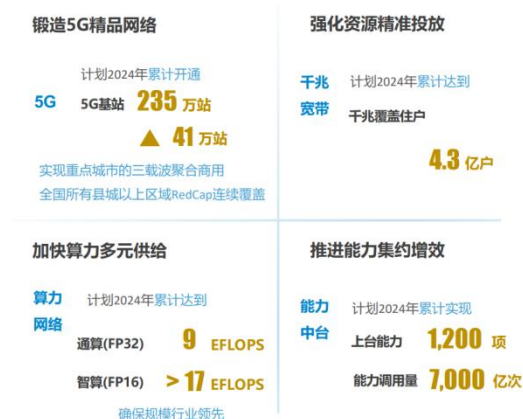 锻造5G精品网络
计划2024年累计开通
5G
5G基站 235 万站
▲ 41 万站
实现重点城市的三载波聚合商用
全国所有县城以上区域RedCap连续覆盖
强化资源精准投放
千兆
宽带
计划2024年累计达到
千兆覆盖住户
4.3 亿户
加快算力多元供给
算力
网络
计划2024年累计达到
通算(FP32) 9 EFLOPS
智算(FP16) >17 EFLOPS
确保规模行业领先
推进能力集约增效
能力
中台
计划2024年累计实现
上台能力 1,200 项
能力调用量 7,000 亿次